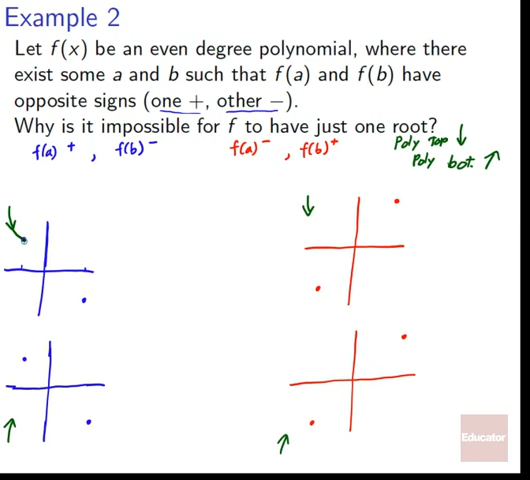 Example 2
Let f(x) be an even degree polynomial, where there
exist some a and b such that f(a) and f(b) have
opposite signs (one +, other −).
Why is it impossible for f to have just one root?
f(a) + , f(b) − f(a) − , f(b) + Poly Top ↓
Poly bot. ↑
Educator